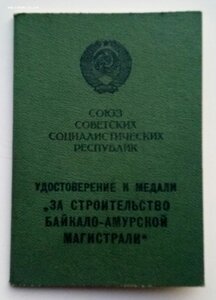 СОЮЗ
СОВЕТСКИХ
СОЦИАЛИСТИЧЕСКИХ
РЕСПУБЛИК
УДОСТОВЕРЕНИЕ К МЕДАЛИ
„ЗА СТРОИТЕЛЬСТВО
БАЙКАЛО-АМУРСКОЙ
МАГИСТРАЛИ“